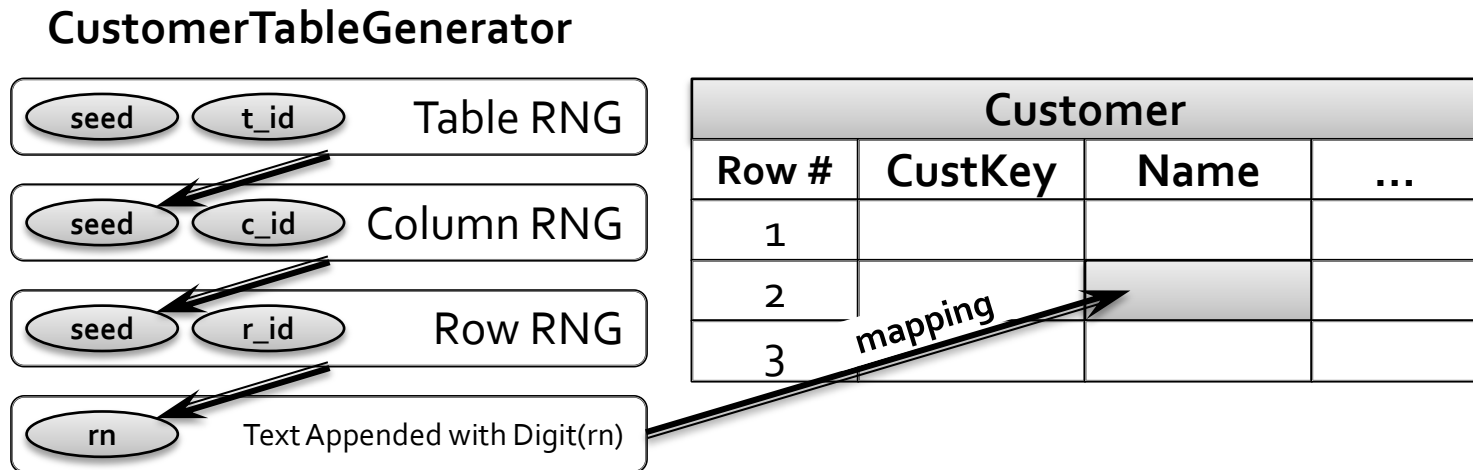 CustomerTableGenerator
seed t_id Table RNG
seed c_id Column RNG
seed r_id Row RNG
rn Text Appended with Digit(rn)
Customer
Row # CustKey Name ...
1
2
3
mapping